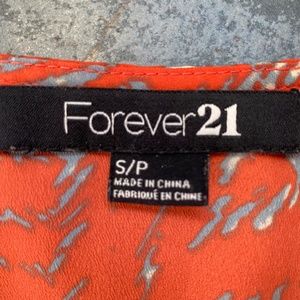 Forever21
S/P
MADE IN CHINA
FABRIQUÉ EN CHINE